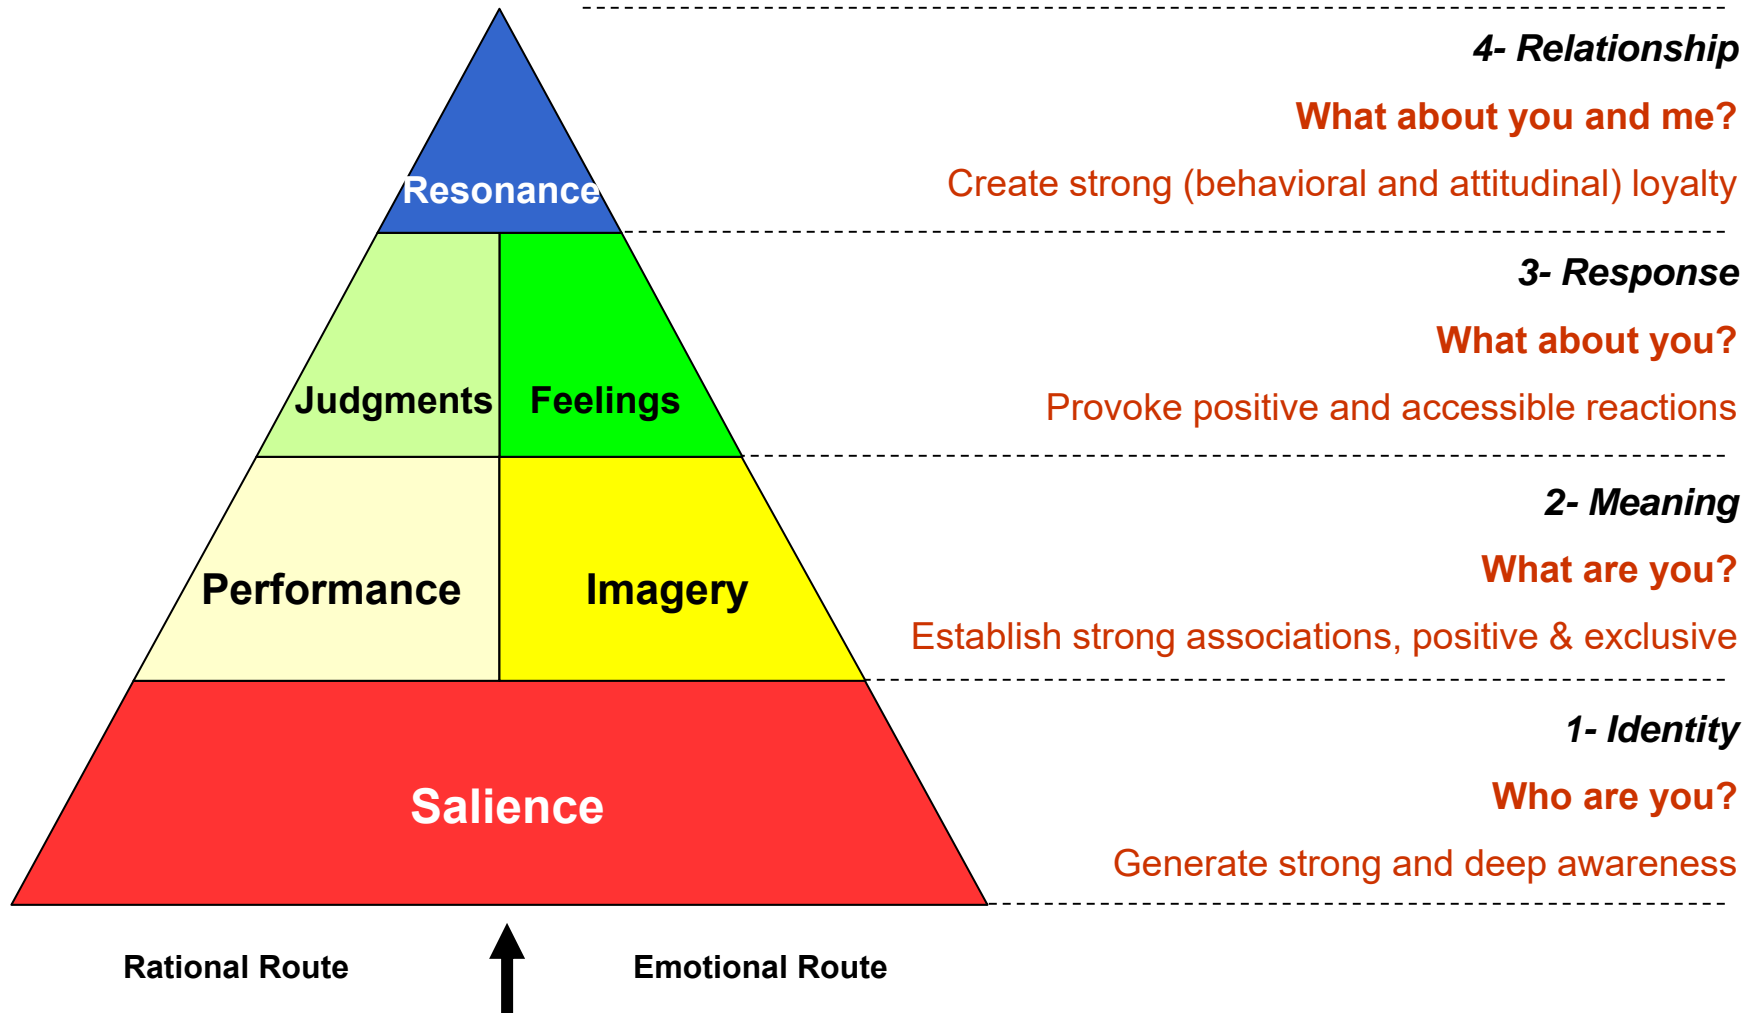 4- Relationship
What about you and me?
Resonance
Create strong (behavioral and attitudinal) loyalty
3- Response
What about you?
Judgments
Feelings
Provoke positive and accessible reactions
2- Meaning
What are you?
Performance
Imagery
Establish strong associations, positive & exclusive
1- Identity
Who are you?
Salience
Generate strong and deep awareness
Rational Route
Emotional Route